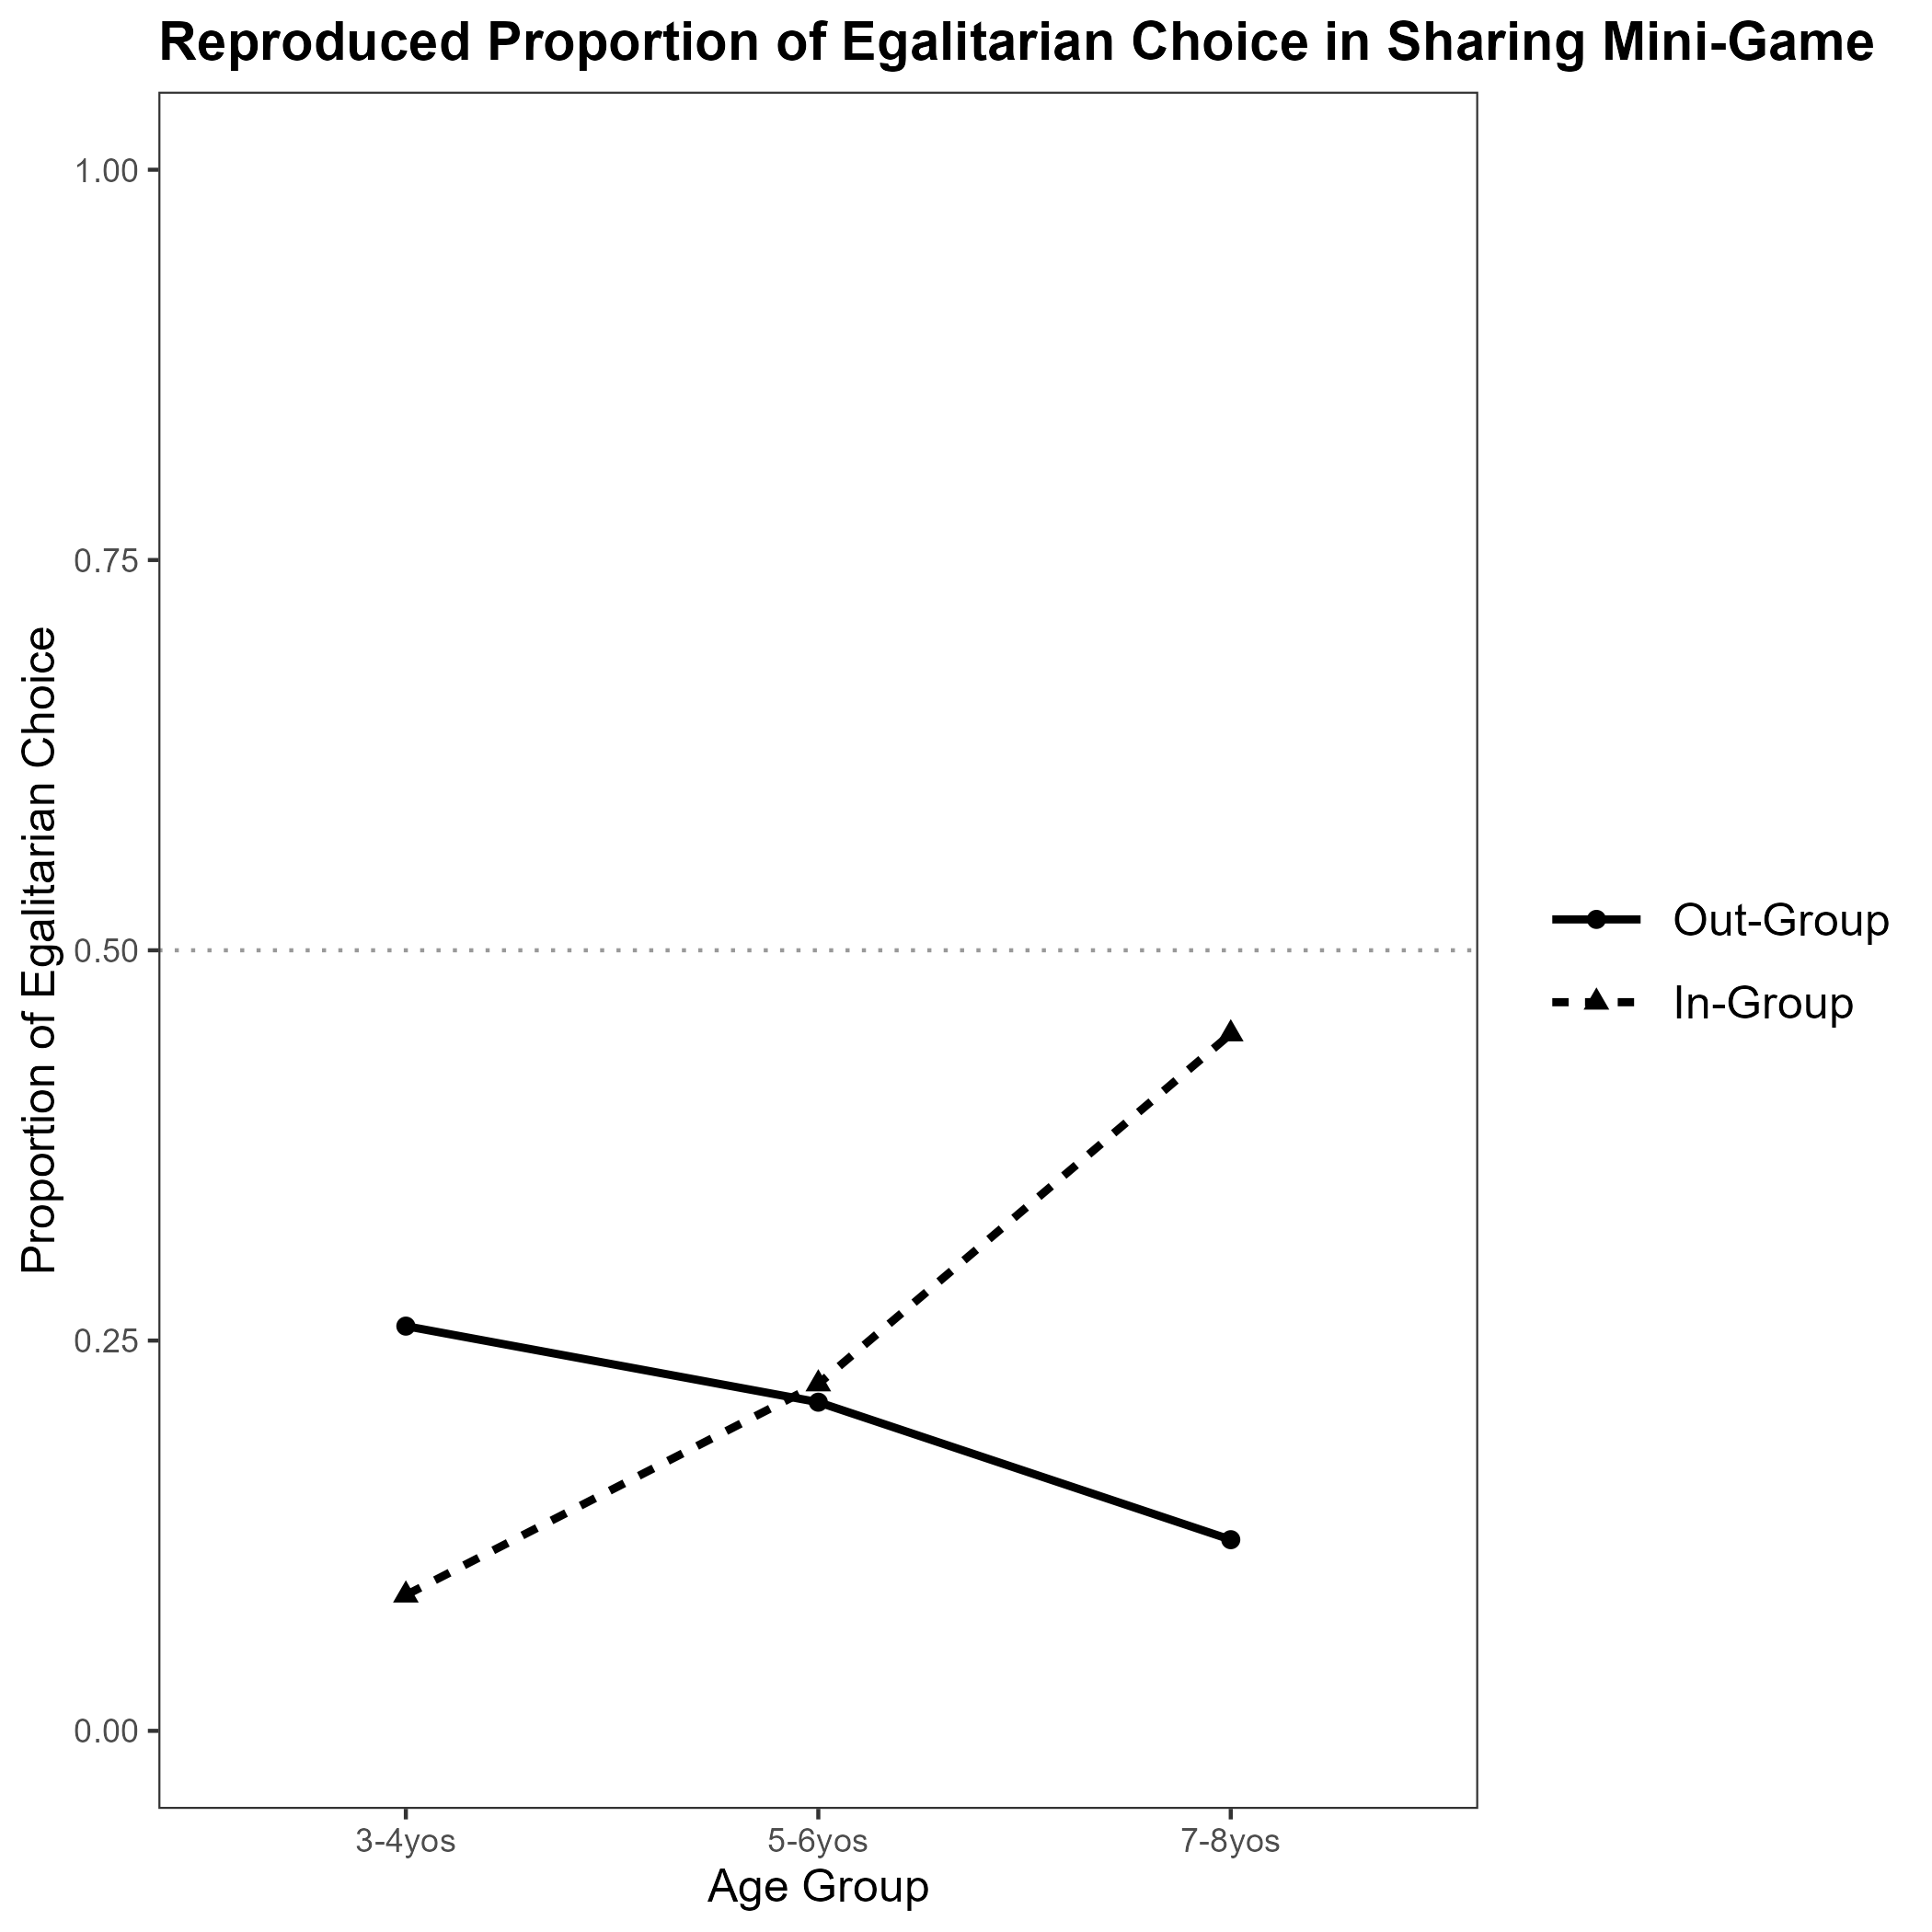 Reproduced Proportion of Egalitarian Choice in Sharing Mini-Game
Proportion of Egalitarian Choice
1.00
0.75
0.50
0.25
0.00
3-4yos
5-6yos
7-8yos
Age Group
Out-Group
In-Group